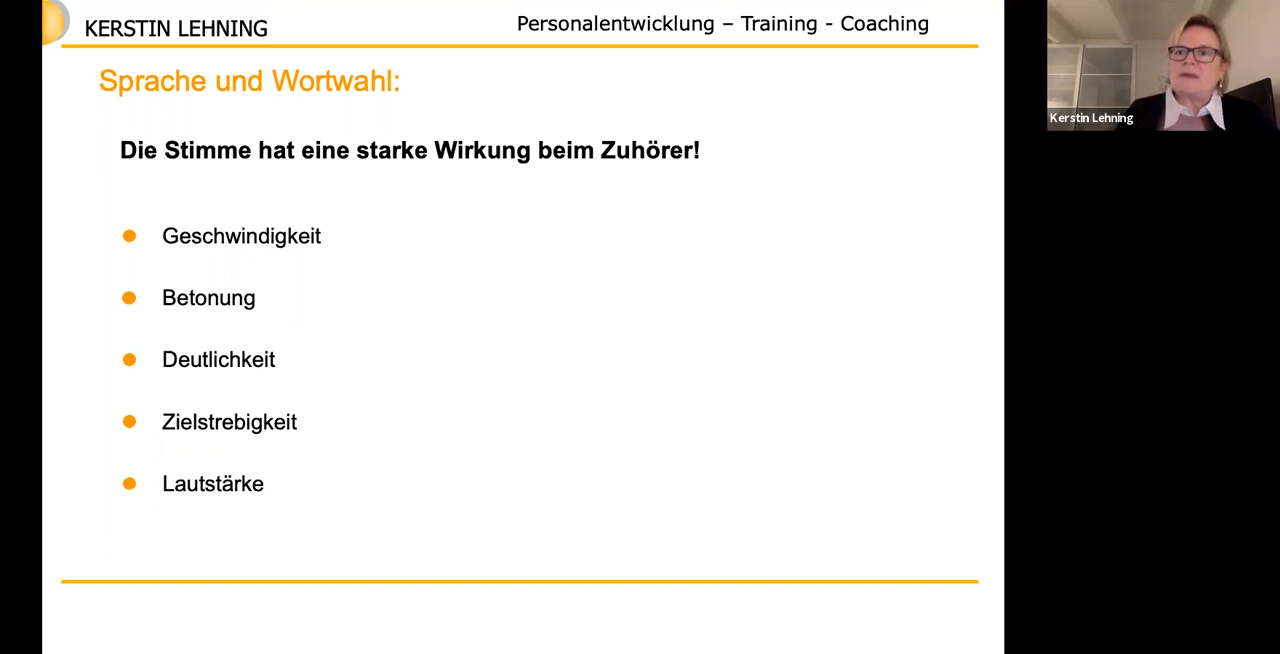 KERSTIN LEHNING
Personalentwicklung – Training - Coaching
Sprache und Wortwahl:
Die Stimme hat eine starke Wirkung beim Zuhörer!
Geschwindigkeit
Betonung
Deutlichkeit
Zielstrebigkeit
Lautstärke
Kerstin Lehning